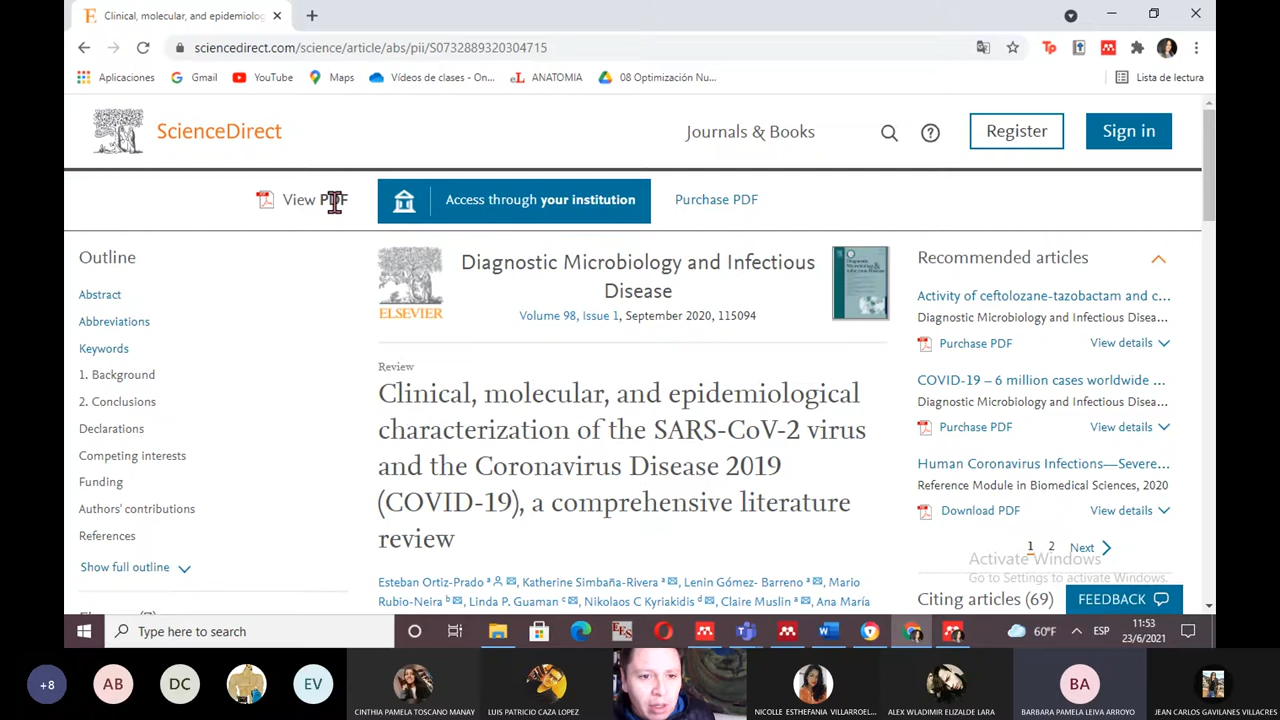 Clinical, molecular, and epidemiolog
sciencedirect.com/science/article/abs/pii/S0732889320304715
Aplicaciones
Gmail
YouTube
Maps
Vídeos de clases - On...
ANATOMIA
08 Optimización Nu...
Lista de lectura
ScienceDirect
Journals & Books
Register
Sign in
View PDF
Access through your institution
Purchase PDF
Outline
Abstract
Abbreviations
Keywords
1. Background
2. Conclusions
Declarations
Competing interests
Funding
Authors' contributions
References
Show full outline
ELSEVIER
Diagnostic Microbiology and Infectious
Disease
Volume 98, Issue 1, September 2020, 115094
Review
Clinical, molecular, and epidemiological
characterization of the SARS-CoV-2 virus
and the Coronavirus Disease 2019
(COVID-19), a comprehensive literature
review
Esteban Ortiz-Prado a, Katherine Simbaña-Rivera a, Lenin Gómez- Barreno a, Mario
Rubio-Neira b, Linda P. Guaman c, Nikolaos C Kyriakidis d, Claire Muslin a, Ana María
Recommended articles
Activity of ceftolozane-tazobactam and c...
Diagnostic Microbiology and Infectious Disea...
Purchase PDF View details
COVID-19 – 6 million cases worldwide ...
Diagnostic Microbiology and Infectious Disea...
Purchase PDF View details
Human Coronavirus Infections—Severe...
Reference Module in Biomedical Sciences, 2020
Download PDF View details
1 2 Next
Activate Windows
Go to Settings to activate Windows.
Citing articles (69)
FEEDBACK
Type here to search
60°F
ESP
11:53
23/6/2021
+8
AB
DC
EV
CINTHIA PAMELA TOSCANO MANAY
LUIS PATRICIO CAZA LOPEZ
NICOLLE ESTHEFANIA VILLARROEL...
ALEX WLADIMIR ELIZALDE LARA
BA
BARBARA PAMELA LEIVA ARROYO
JEAN CARLOS GAVILANES VILLACRES